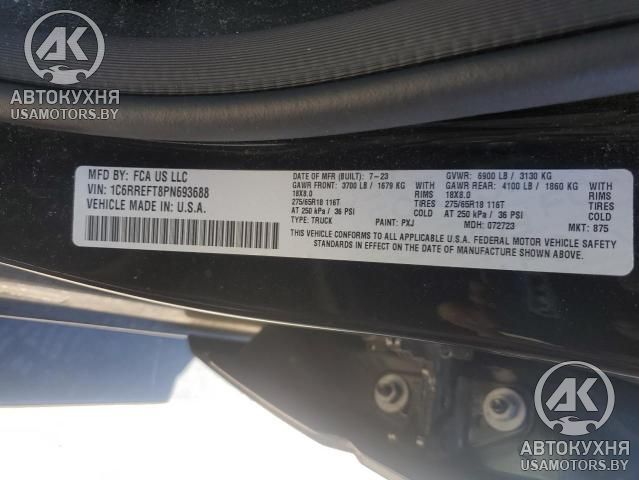 AK
АВТОКУХНЯ
USAMOTORS.BY
MFD BY: FCA US LLC
VIN: 1C6RREFT8PN693688
VEHICLE MADE IN: U.S.A.
DATE OF MFR (BUILT): 7-23 GVWR: 6900 LB / 3130 KG
GAWR FRONT: 3700 LB / 1679 KG WITH GAWR REAR: 4100 LB / 1860 KG WITH
18X8.0 RIMS 18X8.0 RIMS
275/65R18 116T TIRES 275/65R18 116T TIRES
AT 250 kPa / 36 PSI COLD AT 250 kPa / 36 PSI COLD
TYPE: TRUCK PAINT: PXJ MDH: 072723 MKT: 875
THIS VEHICLE CONFORMS TO ALL APPLICABLE U.S.A. FEDERAL MOTOR VEHICLE SAFETY
STANDARDS IN EFFECT ON THE DATE OF MANUFACTURE SHOWN ABOVE.
AK
АВТОКУХНЯ
USAMOTORS.BY